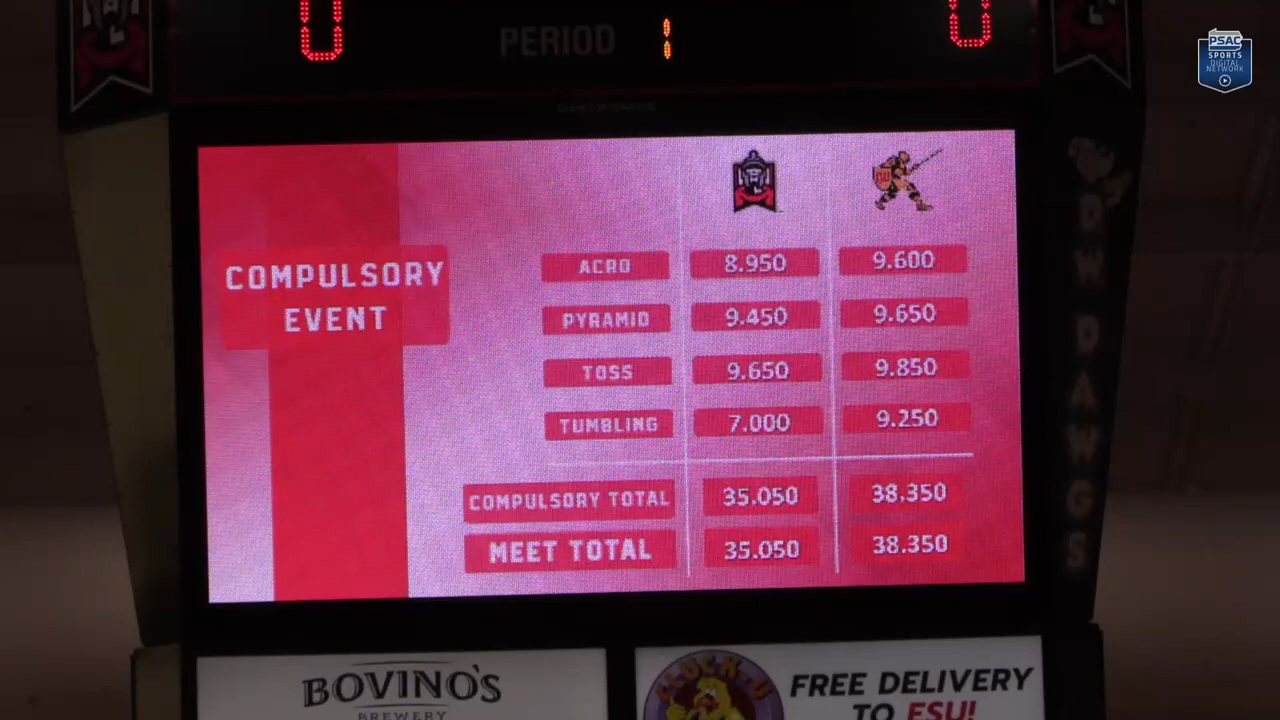 0 PERIOD 1 0
PSAC
SPORTS
DIGITAL
NETWORK
COMPULSORY
EVENT
ACRO 8.950 9.600
PYRAMID 9.450 9.650
TOSS 9.650 9.850
TUMBLING 7.000 9.250
COMPULSORY TOTAL 35.050 38.350
MEET TOTAL 35.050 38.350
DAWGS
BOVINO'S
BREWERY
CLUCK-U
FREE DELIVERY
TO ESU!